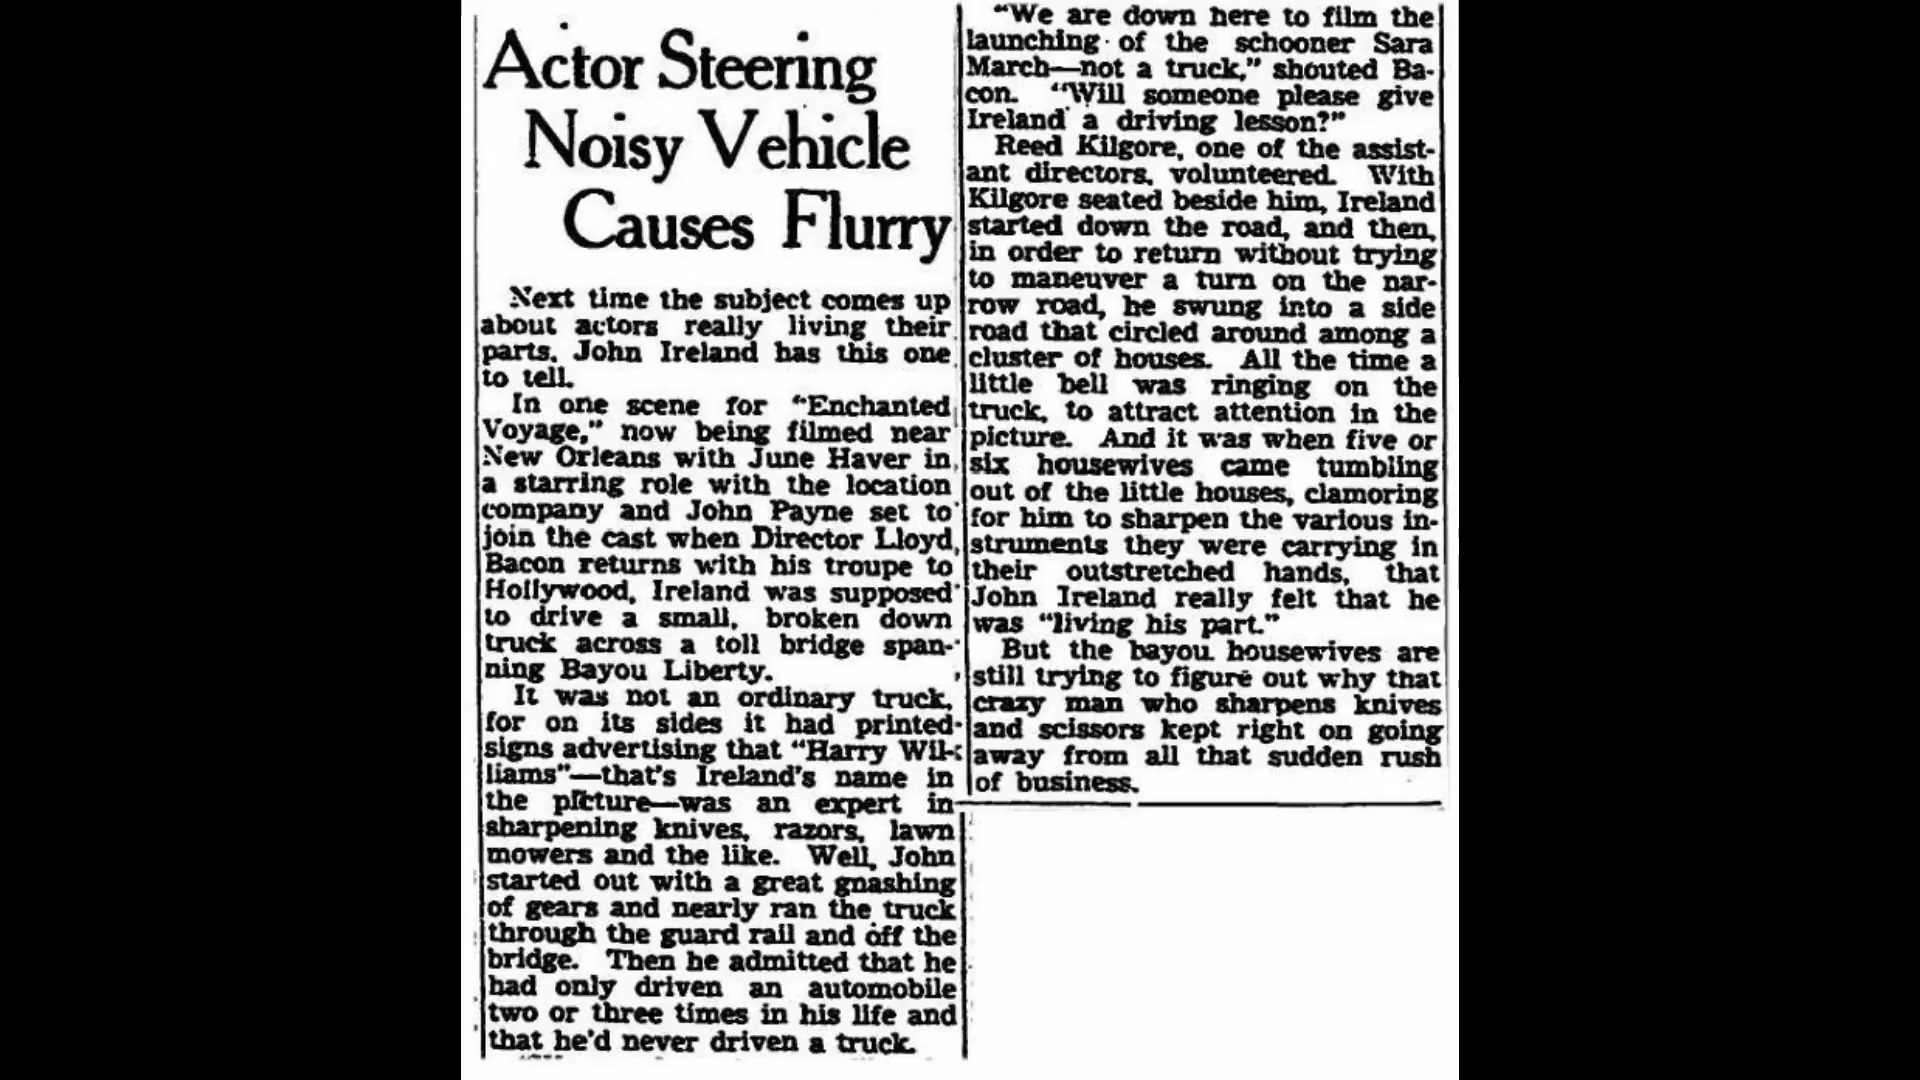 Actor Steering
Noisy Vehicle
Causes Flurry
Next time the subject comes up
about actors really living their
parts, John Ireland has this one
to tell.
In one scene for "Enchanted
Voyage," now being filmed near
New Orleans with June Haver in
a starring role with the location
company and John Payne set to
join the cast when Director Lloyd
Bacon returns with his troupe to
Hollywood, Ireland was supposed
to drive a small, broken down
truck across a toll bridge span-
ning Bayou Liberty.
It was not an ordinary truck,
for on its sides it had printed
signs advertising that "Harry Wil-
liams"—that's Ireland's name in
the picture—was an expert in
sharpening knives, razors, lawn
mowers and the like. Well, John
started out with a great gnashing
of gears and nearly ran the truck
through the guard rail and off the
bridge. Then he admitted that he
had only driven an automobile
two or three times in his life and
that he'd never driven a truck.
"We are down here to film the
launching of the schooner Sara
March—not a truck," shouted Ba-
con. "Will someone please give
Ireland a driving lesson?"
Reed Kilgore, one of the assist-
ant directors, volunteered. With
Kilgore seated beside him, Ireland
started down the road, and then,
in order to return without trying
to maneuver a turn on the nar-
row road, he swung into a side
road that circled around among a
cluster of houses. All the time a
little bell was ringing on the
truck, to attract attention in the
picture. And it was when five or
six housewives came tumbling
out of the little houses, clamoring
for him to sharpen the various in-
struments they were carrying in
their outstretched hands, that
John Ireland really felt that he
was "living his part."
But the bayou housewives are
still trying to figure out why that
crazy man who sharpens knives
and scissors kept right on going
away from all that sudden rush
of business.